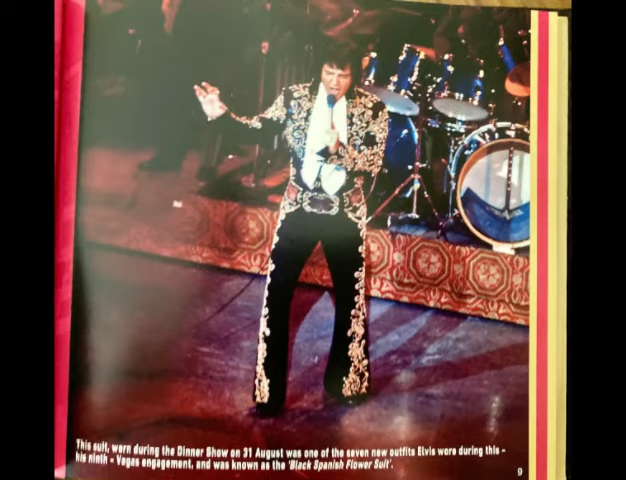 This suit, worn during the Dinner Show on 31 August was one of the seven new outfits Elvis wore during this -
his ninth - Vegas engagement, and was known as the 'Black Spanish Flower Suit'.
9